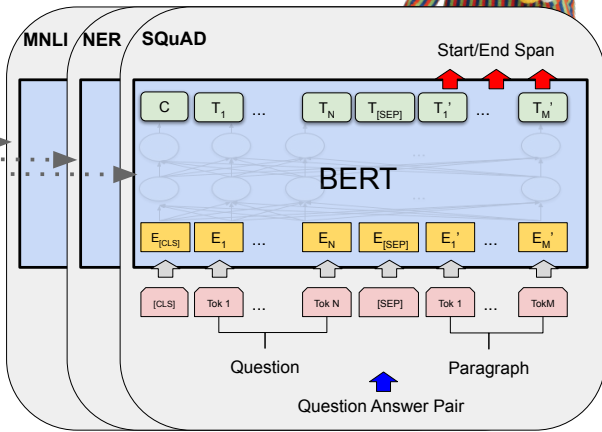 MNLI NER SQuAD
Start/End Span
C T1 ... TN T[SEP] T1' ... TM'
...
...
BERT
E[CLS] E1 ... EN E[SEP] E1' ... EM'
[CLS] Tok 1 ... Tok N [SEP] Tok 1 ... TokM
Question Paragraph
Question Answer Pair